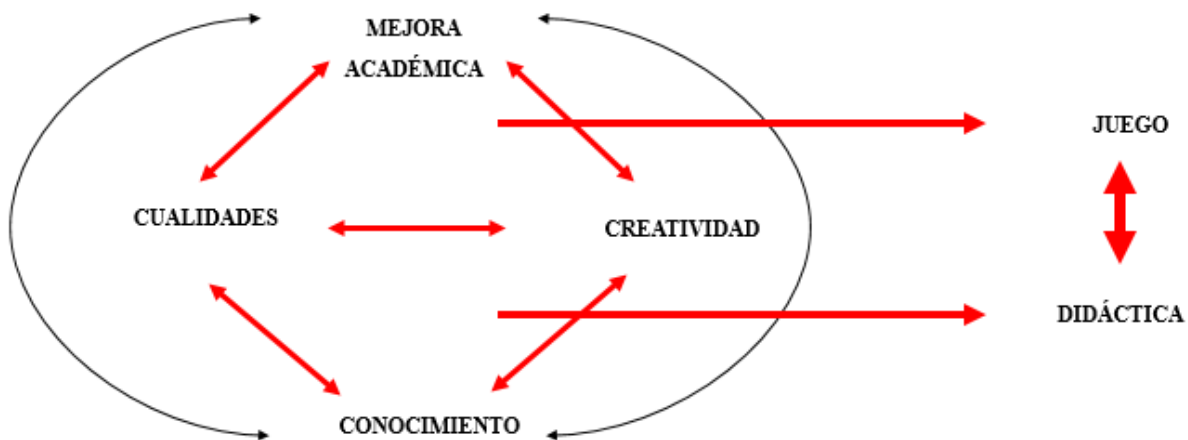 MEJORA
ACADÉMICA
JUEGO
CUALIDADES
CREATIVIDAD
DIDÁCTICA
CONOCIMIENTO